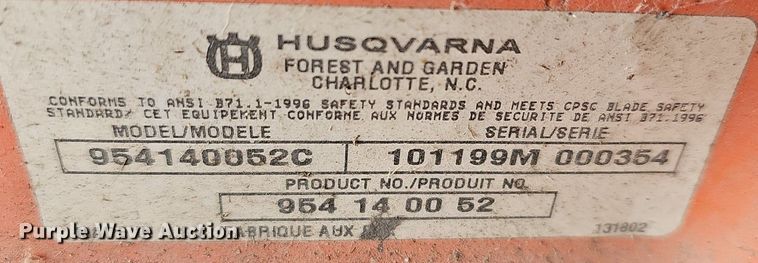 HUSQVARNA
FOREST AND GARDEN
CHARLOTTE, N.C.
CONFORMS TO ANSI B71.1-1996 SAFETY STANDARDS AND MEETS CPSC BLADE SAFETY
STANDARD/ CET EQUIPEMENT CONFORME AUX NORMES DE SECURITE DE ANSI B71.1996
MODEL/MODELE SERIAL/SERIE
954140052C 101199M 000354
PRODUCT NO./PRODUIT NO.
954 14 00 52
FABRIQUE AUX 131802
Purple Wave Auction